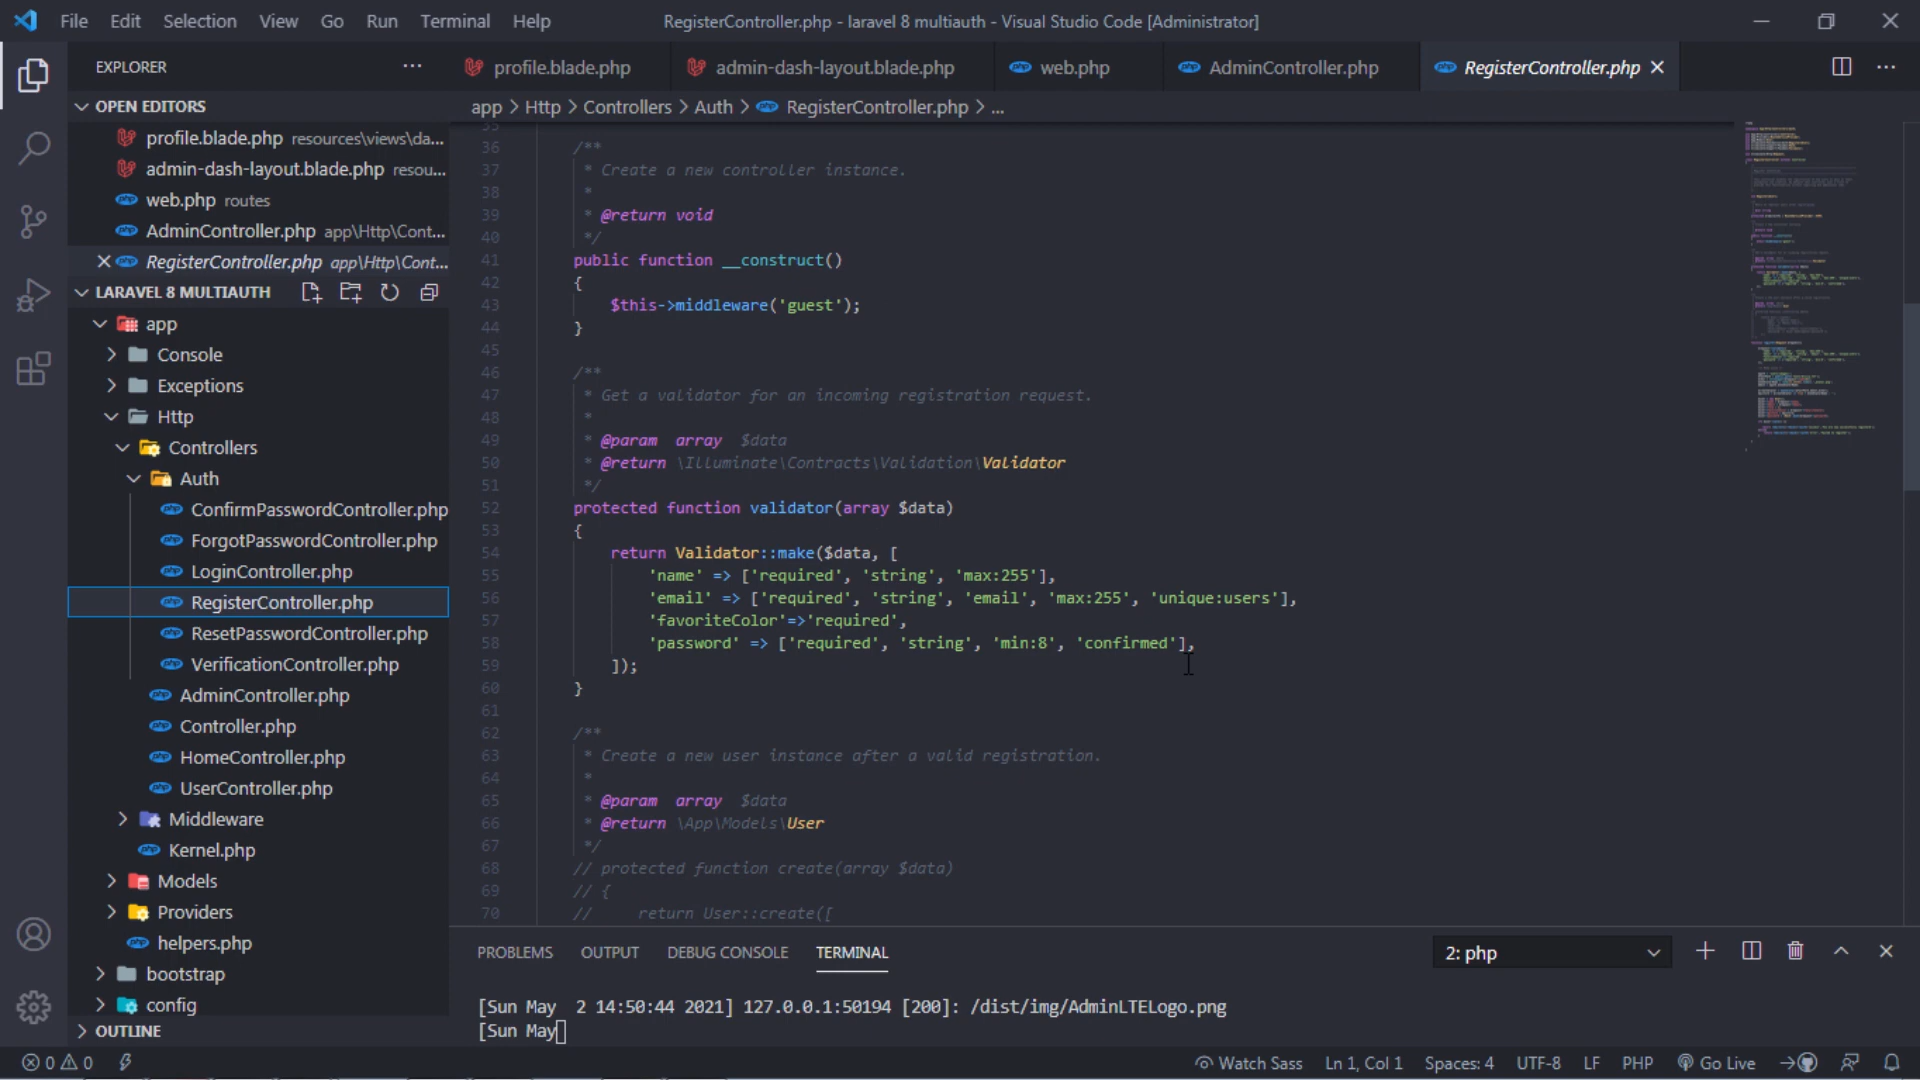 File Edit Selection View Go Run Terminal Help
RegisterController.php - laravel 8 multiauth - Visual Studio Code [Administrator]
EXPLORER
profile.blade.php
admin-dash-layout.blade.php
web.php
AdminController.php
RegisterController.php
OPEN EDITORS
app > Http > Controllers > Auth > RegisterController.php > ...
profile.blade.php resources\views\da...
admin-dash-layout.blade.php resou...
web.php routes
AdminController.php app\Http\Cont...
RegisterController.php app\Http\Cont...
LARAVEL 8 MULTIAUTH
app
Console
Exceptions
Http
Controllers
Auth
ConfirmPasswordController.php
ForgotPasswordController.php
LoginController.php
RegisterController.php
ResetPasswordController.php
VerificationController.php
AdminController.php
Controller.php
HomeController.php
UserController.php
Middleware
Kernel.php
Models
Providers
helpers.php
bootstrap
config
OUTLINE
35
36 /**
37 * Create a new controller instance.
38 *
39 * @return void
40 */
41 public function __construct()
42 {
43 $this->middleware('guest');
44 }
45
46 /**
47 * Get a validator for an incoming registration request.
48 *
49 * @param  array  $data
50 * @return \Illuminate\Contracts\Validation\Validator
51 */
52 protected function validator(array $data)
53 {
54 return Validator::make($data, [
55 'name' => ['required', 'string', 'max:255'],
56 'email' => ['required', 'string', 'email', 'max:255', 'unique:users'],
57 'favoriteColor'=>'required',
58 'password' => ['required', 'string', 'min:8', 'confirmed'],
59 ]);
60 }
61
62 /**
63 * Create a new user instance after a valid registration.
64 *
65 * @param  array  $data
66 * @return \App\Models\User
67 */
68 // protected function create(array $data)
69 // {
70 //     return User::create([
PROBLEMS OUTPUT DEBUG CONSOLE TERMINAL
2: php
[Sun May  2 14:50:44 2021] 127.0.0.1:50194 [200]: /dist/img/AdminLTELogo.png
[Sun May
0 0
Watch Sass Ln 1, Col 1 Spaces: 4 UTF-8 LF PHP Go Live